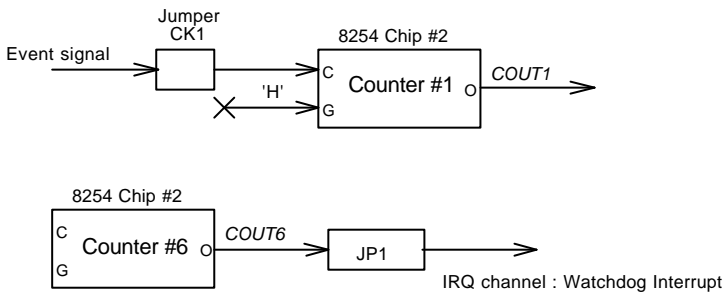 Jumper
CK1
8254 Chip #2
Event signal
C
Counter #1
O
COUT1
'H'
G
8254 Chip #2
C
Counter #6
O
COUT6
G
JP1
IRQ channel : Watchdog Interrupt